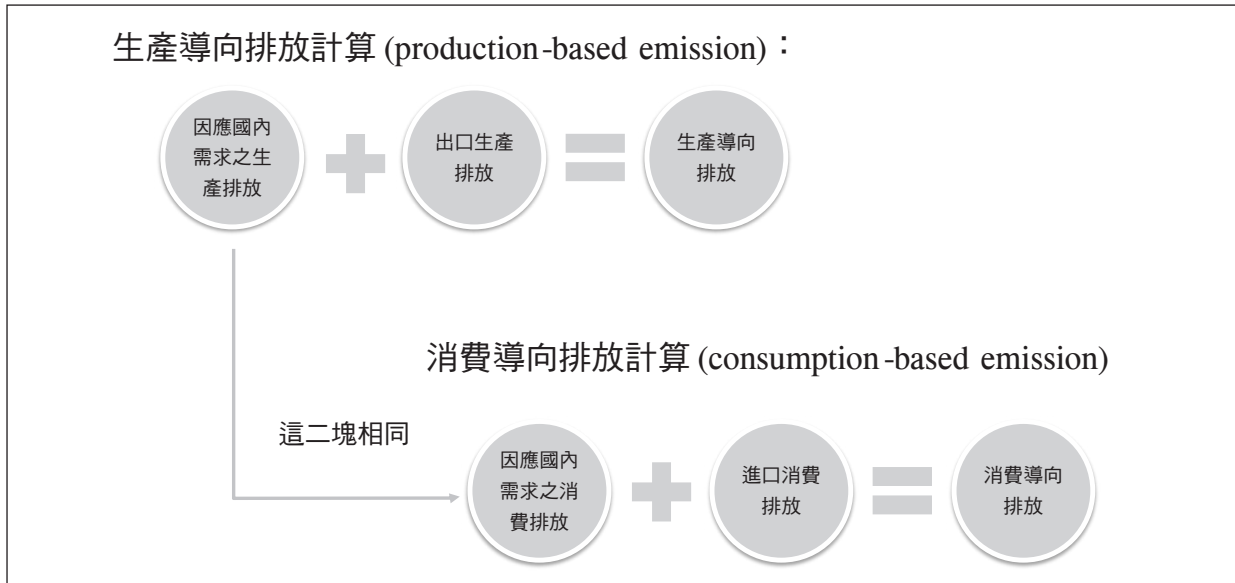 生產導向排放計算 (production-based emission)：
因應國內
需求之生
產排放
出口生產
排放
生產導向
排放
消費導向排放計算 (consumption-based emission)
這二塊相同
因應國內
需求之消
費排放
進口消費
排放
消費導向
排放